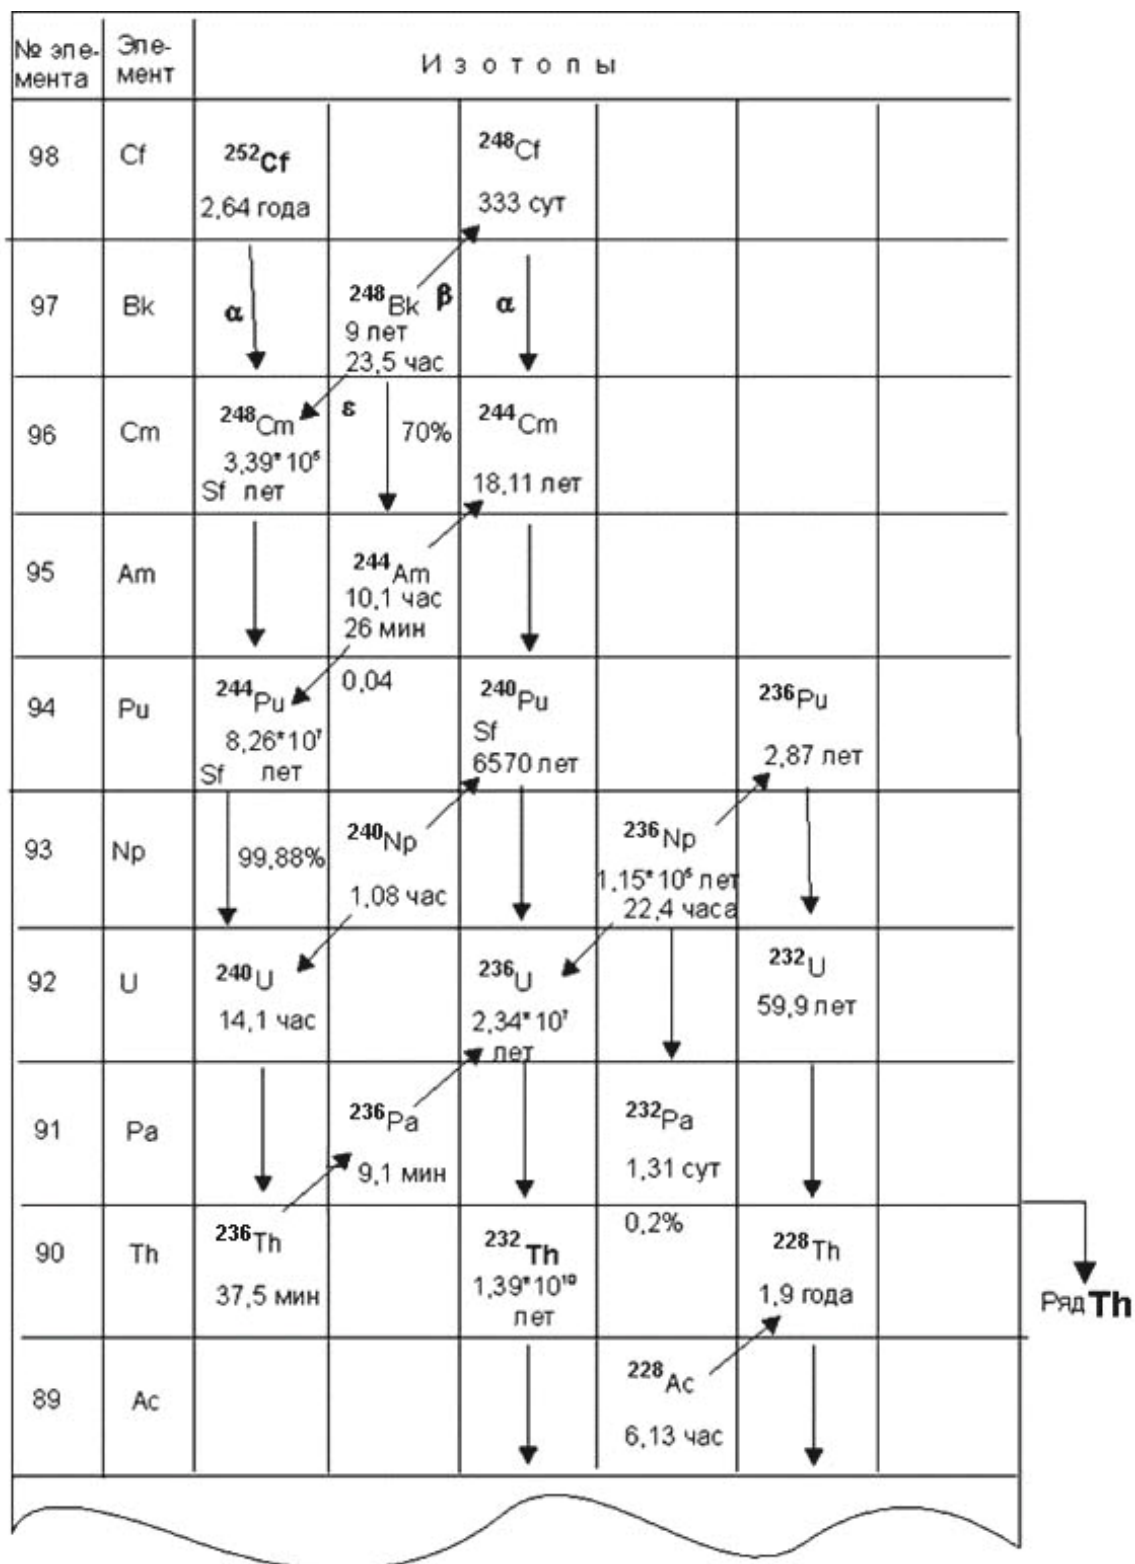 № эле- Эле-
мента мент Изотопы
98 Cf ²⁵²Cf ²⁴⁸Cf
2,64 года 333 сут
97 Bk α ²⁴⁸Bk β α
9 лет
23,5 час
96 Cm ²⁴⁸Cm ε 70% ²⁴⁴Cm
3,39*10⁵
Sf лет 18,11 лет
95 Am ²⁴⁴Am
10,1 час
26 мин
94 Pu ²⁴⁴Pu 0,04 ²⁴⁰Pu ²³⁶Pu
8,26*10⁷ Sf
Sf лет 6570 лет 2,87 лет
93 Np 99,88% ²⁴⁰Np ²³⁶Np
1,08 час 1,15*10⁵ лет
22,4 часа
92 U ²⁴⁰U ²³⁶U ²³²U
14,1 час 2,34*10⁷ 59,9 лет
лет
91 Pa ²³⁶Pa ²³²Pa
9,1 мин 1,31 сут
0,2%
90 Th ²³⁶Th ²³²Th ²²⁸Th
37,5 мин 1,39*10¹⁰ 1,9 года Ряд Th
лет
89 Ac ²²⁸Ac
6,13 час